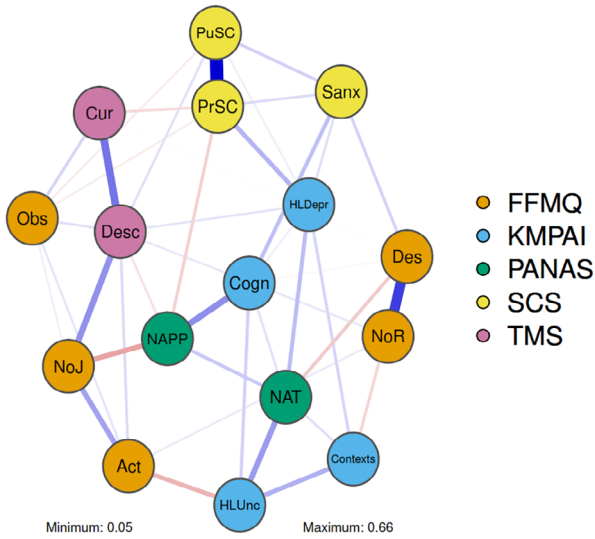 PuSC
Sanx
PrSC
Cur
HLDepr
Obs
Desc
Des
Cogn
NAPP
NoR
NoJ
NAT
Contexts
Act
HLUnc
Minimum: 0.05
Maximum: 0.66
FFMQ
KMPAI
PANAS
SCS
TMS